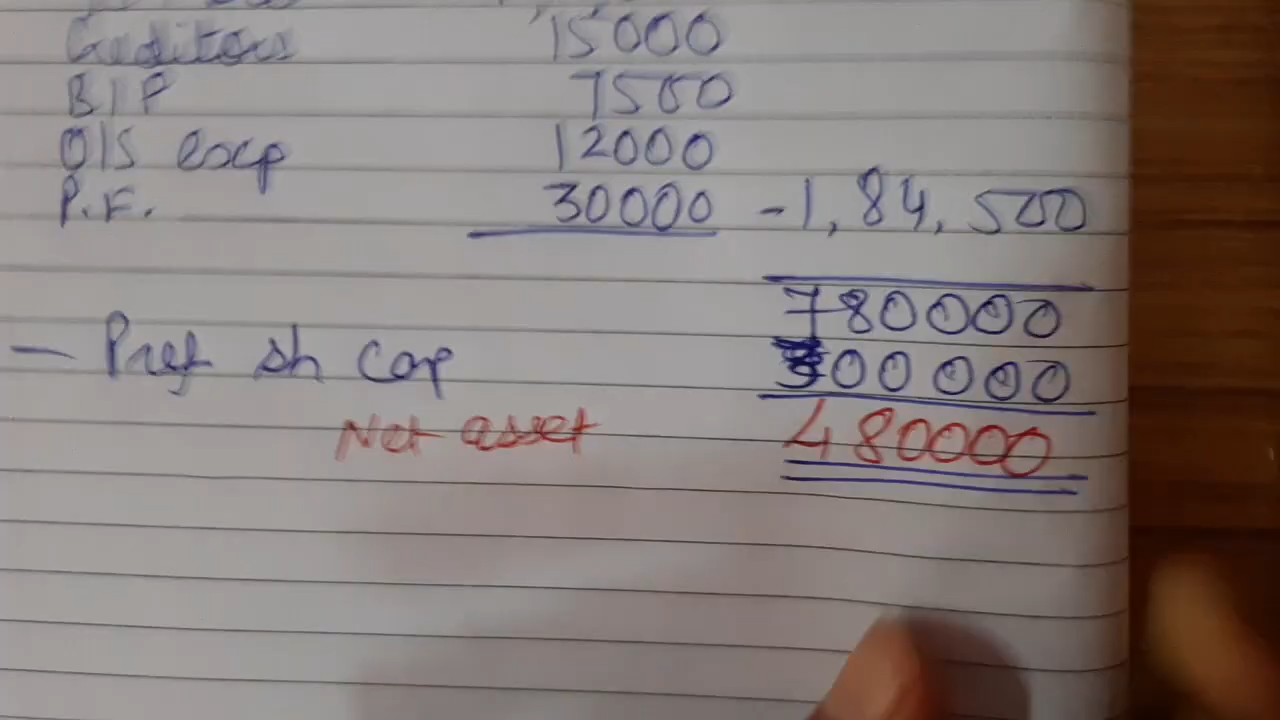 Creditors 15000
B/P 7500
O/S exp 12000
P.F. 30000 - 1,84,500
780000
- Pref sh Cap 300000
Net asset 480000